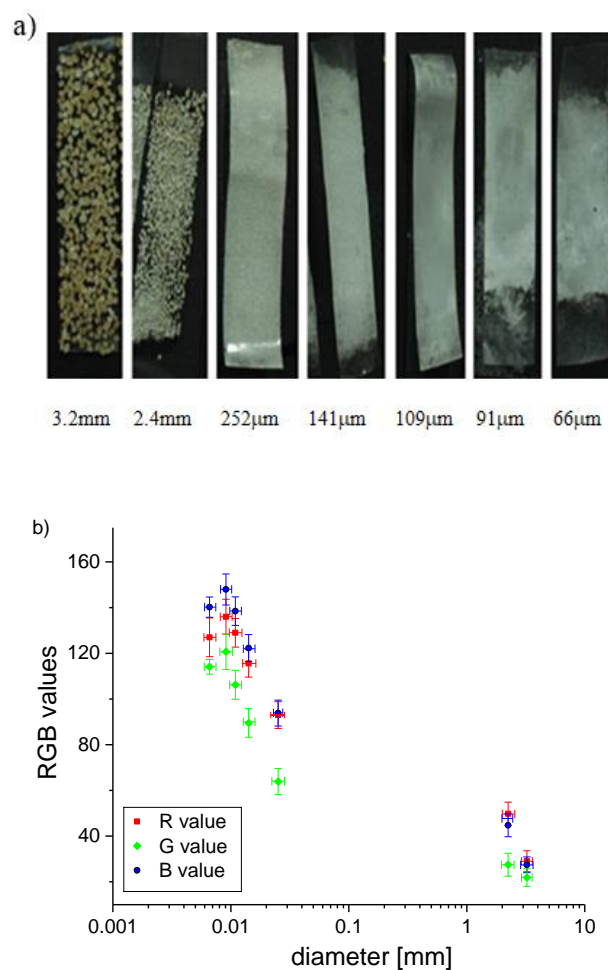 a)
3.2mm 2.4mm 252μm 141μm 109μm 91μm 66μm
b)
160
120
80
40
RGB values
R value
G value
B value
0.001 0.01 0.1 1 10
diameter [mm]